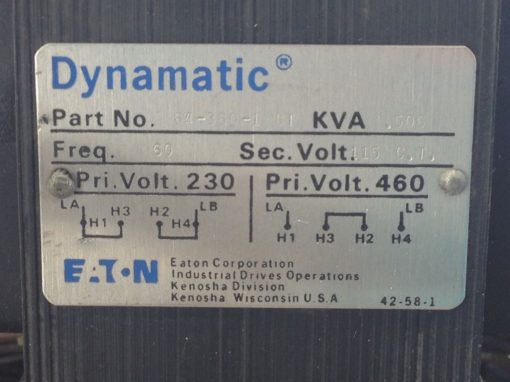 Dynamatic®
Part No. KVA
Freq. 60 Sec.Volt. 115 C.T.
Pri.Volt.230 Pri.Volt.460
LA H1 H3 H2 H4 LB LA H1 H3 H2 H4 LB
EATON Eaton Corporation
Industrial Drives Operations
Kenosha Division
Kenosha Wisconsin U.S.A 42-58-1